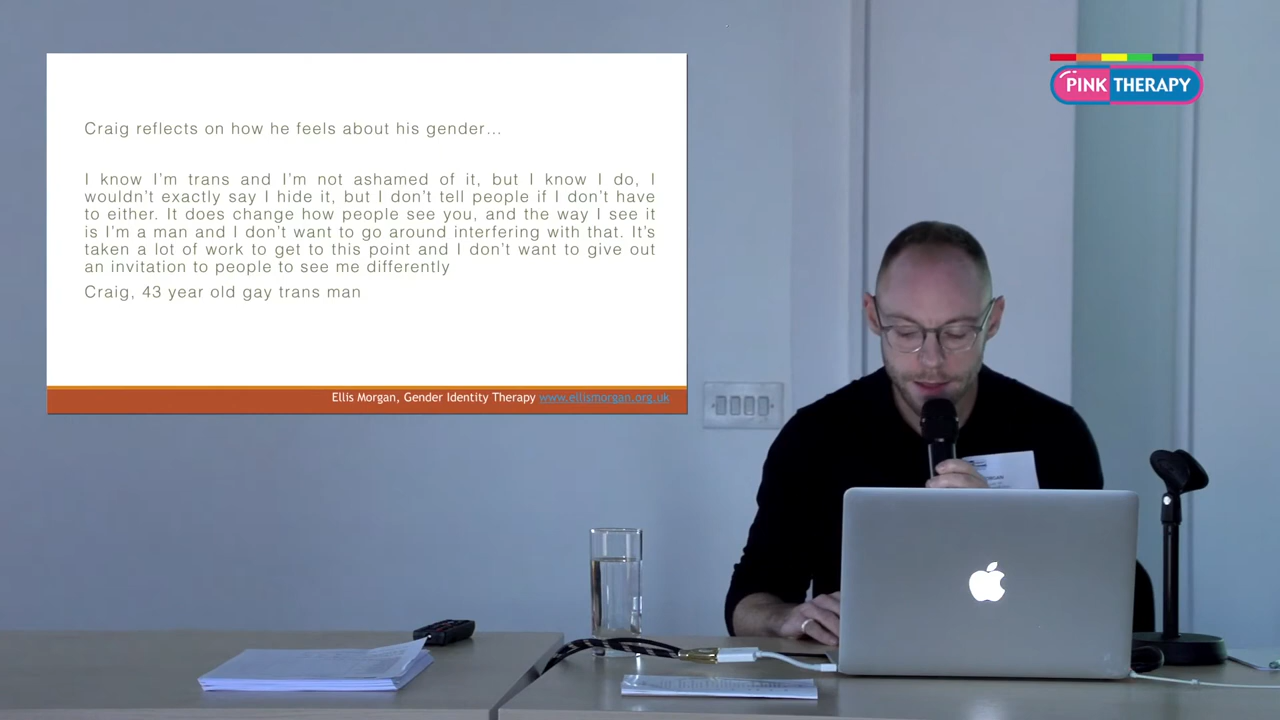 Craig reflects on how he feels about his gender...
I know I'm trans and I'm not ashamed of it, but I know I do, I
wouldn't exactly say I hide it, but I don't tell people if I don't have
to either. It does change how people see you, and the way I see it
is I'm a man and I don't want to go around interfering with that. It's
taken a lot of work to get to this point and I don't want to give out
an invitation to people to see me differently
Craig, 43 year old gay trans man
Ellis Morgan, Gender Identity Therapy www.ellismorgan.org.uk
PINK THERAPY